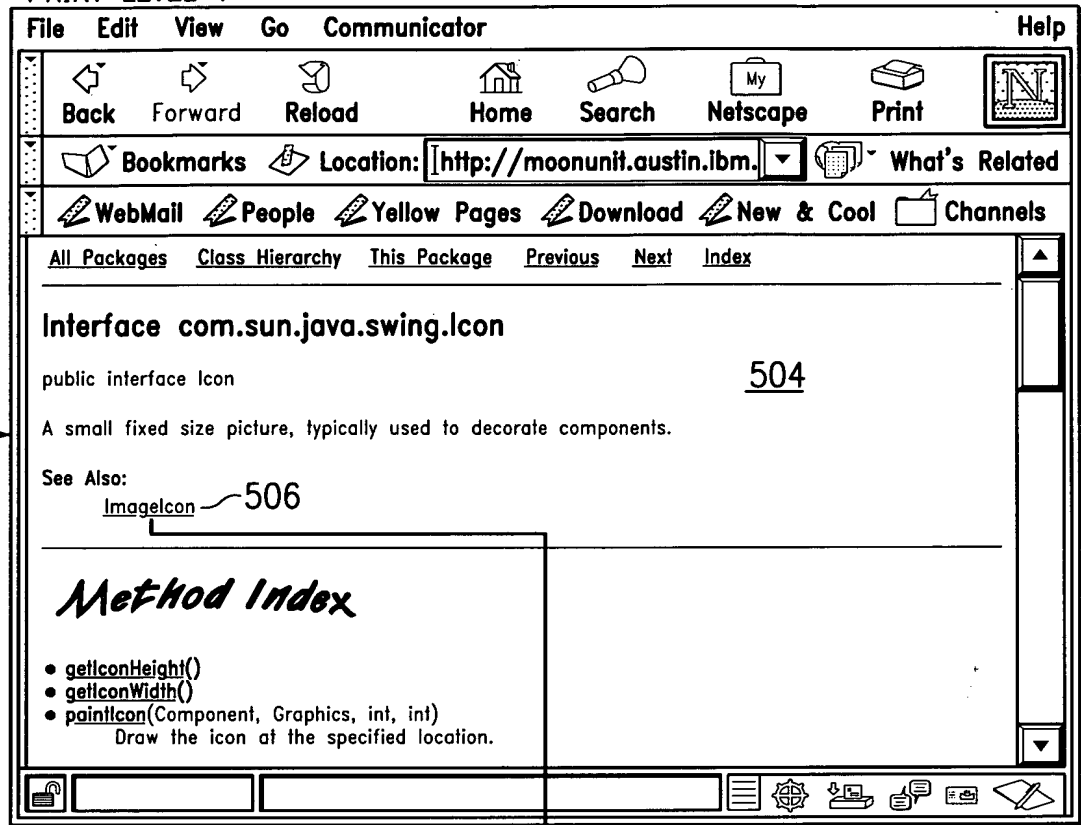 File Edit View Go Communicator Help
Back Forward Reload Home Search My Netscape Print N
Bookmarks Location: http://moonunit.austin.ibm. What's Related
WebMail People Yellow Pages Download New & Cool Channels
All Packages Class Hierarchy This Package Previous Next Index
Interface com.sun.java.swing.Icon
public interface Icon 504
A small fixed size picture, typically used to decorate components.
See Also:
ImageIcon 506
Method Index
• getIconHeight()
• getIconWidth()
• paintIcon(Component, Graphics, int, int)
Draw the icon at the specified location.